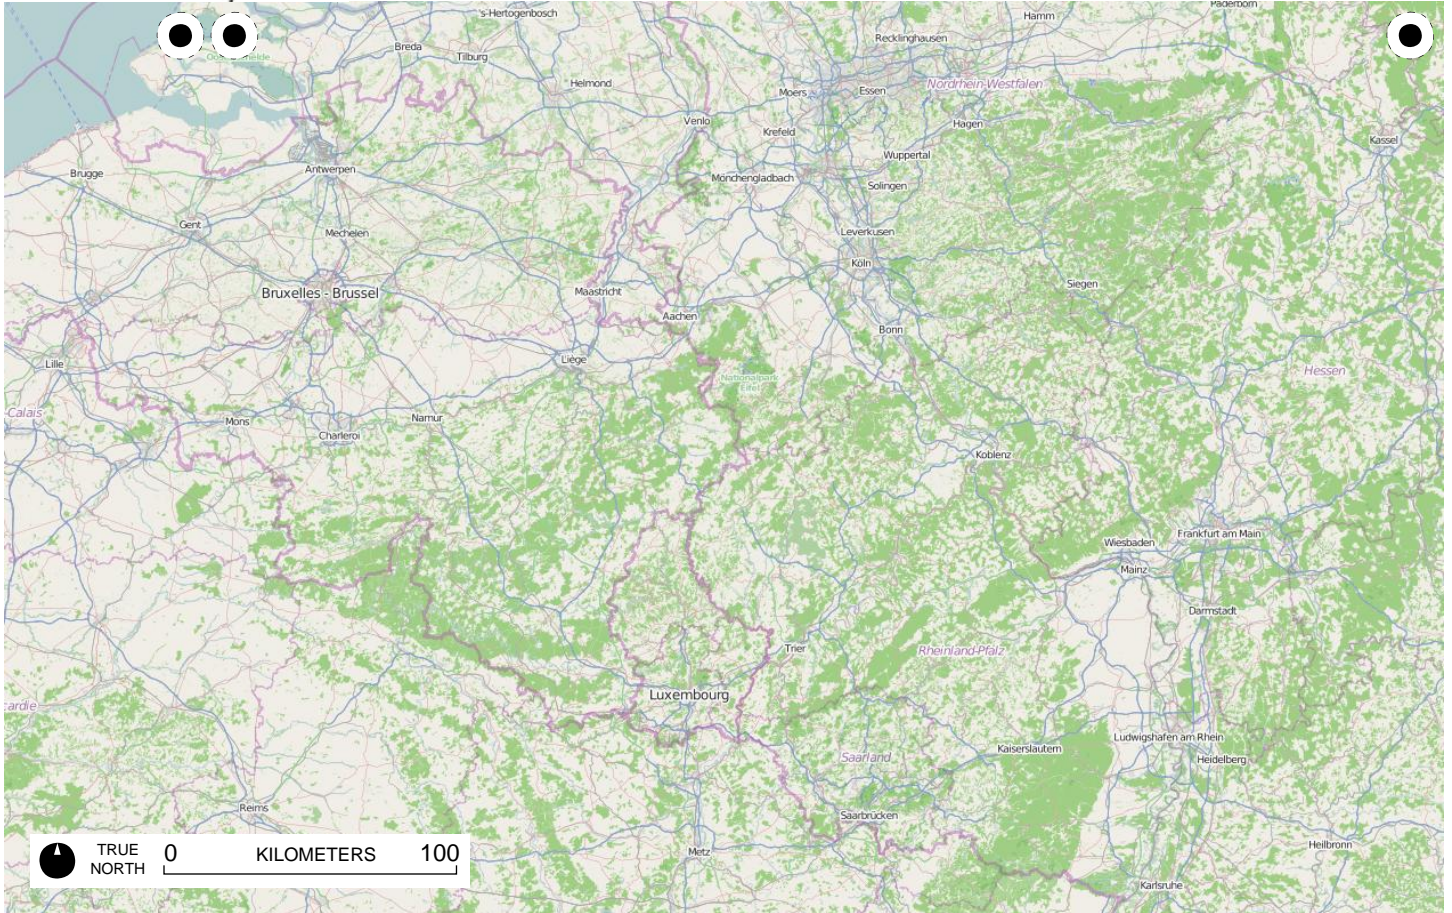 's-Hertogenbosch
Hamm
Paderborn
Recklinghausen
Breda
Tilburg
Helmond
Moers
Essen
Nordrhein-Westfalen
Venlo
Krefeld
Hagen
Kassel
Brugge
Antwerpen
Wuppertal
Mönchengladbach
Solingen
Gent
Mechelen
Leverkusen
Köln
Bruxelles - Brussel
Maastricht
Siegen
Aachen
Bonn
Lille
Liège
Nationalpark
Eifel
Hessen
-Calais
Mons
Namur
Charleroi
Koblenz
Frankfurt am Main
Wiesbaden
Mainz
Darmstadt
Trier
Rheinland-Pfalz
Luxembourg
cardie
Ludwigshafen am Rhein
Kaiserslautern
Heidelberg
Saarland
Reims
Saarbrücken
Heilbronn
Metz
Karlsruhe
TRUE
NORTH
0 KILOMETERS 100